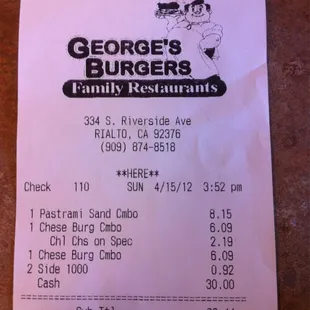 GEORGE'S
BURGERS
Family Restaurants
334 S. Riverside Ave
RIALTO, CA 92376
(909) 874-8518
**HERE**
Check 110 SUN 4/15/12 3:52 pm
1 Pastrami Sand Cmbo 8.15
1 Chese Burg Cmbo 6.09
Chl Chs on Spec 2.19
1 Chese Burg Cmbo 6.09
2 Side 1000 0.92
Cash 30.00